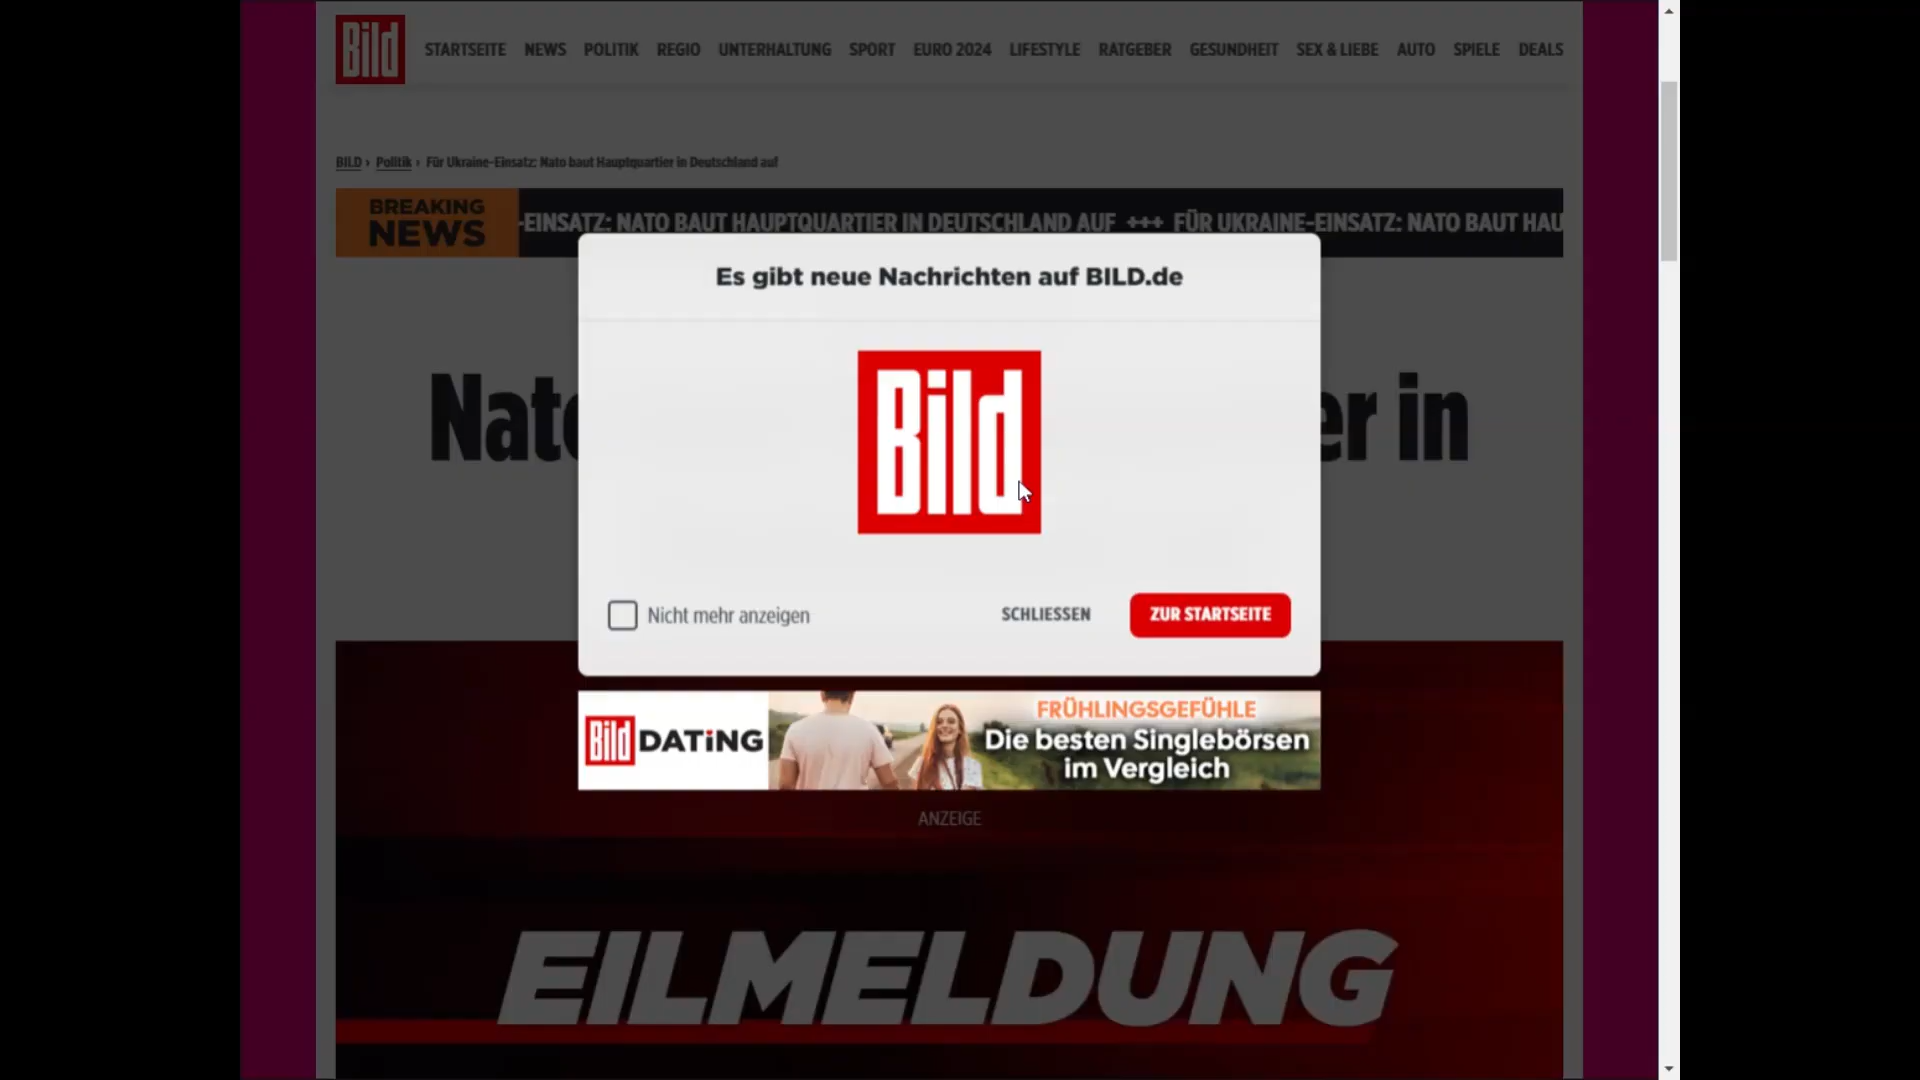 Bild STARTSEITE NEWS POLITIK REGIO UNTERHALTUNG SPORT EURO 2024 LIFESTYLE RATGEBER GESUNDHEIT SEX & LIEBE AUTO SPIELE DEALS
BILD › Politik › Für Ukraine-Einsatz: Nato baut Hauptquartier in Deutschland auf
BREAKING
NEWS
-EINSATZ: NATO BAUT HAUPTQUARTIER IN DEUTSCHLAND AUF +++ FÜR UKRAINE-EINSATZ: NATO BAUT HAU
Es gibt neue Nachrichten auf BILD.de
Nato
er in
Bild
Nicht mehr anzeigen SCHLIESSEN ZUR STARTSEITE
Bild DATiNG
FRÜHLINGSGEFÜHLE
Die besten Singlebörsen
im Vergleich
ANZEIGE
EILMELDUNG